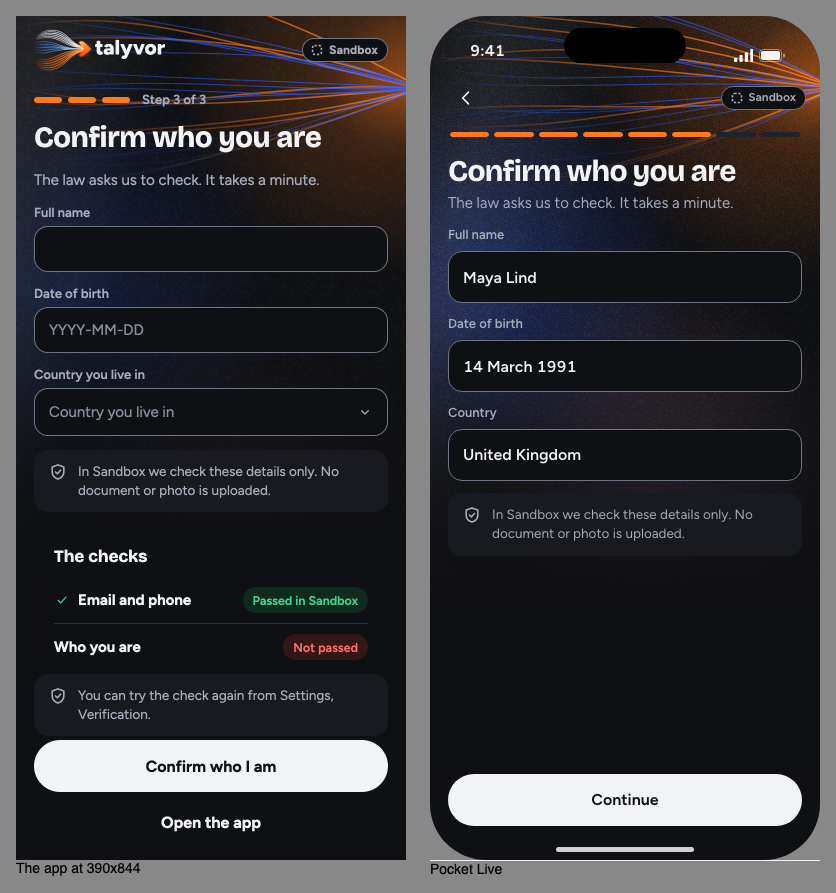 talyvor
Sandbox
Step 3 of 3
Confirm who you are
The law asks us to check. It takes a minute.
Full name
Date of birth
YYYY-MM-DD
Country you live in
Country you live in
In Sandbox we check these details only. No
document or photo is uploaded.
The checks
Email and phone
Passed in Sandbox
Who you are
Not passed
You can try the check again from Settings,
Verification.
Confirm who I am
Open the app
The app at 390x844
9:41
Sandbox
Confirm who you are
The law asks us to check. It takes a minute.
Full name
Maya Lind
Date of birth
14 March 1991
Country
United Kingdom
In Sandbox we check these details only. No
document or photo is uploaded.
Continue
Pocket Live